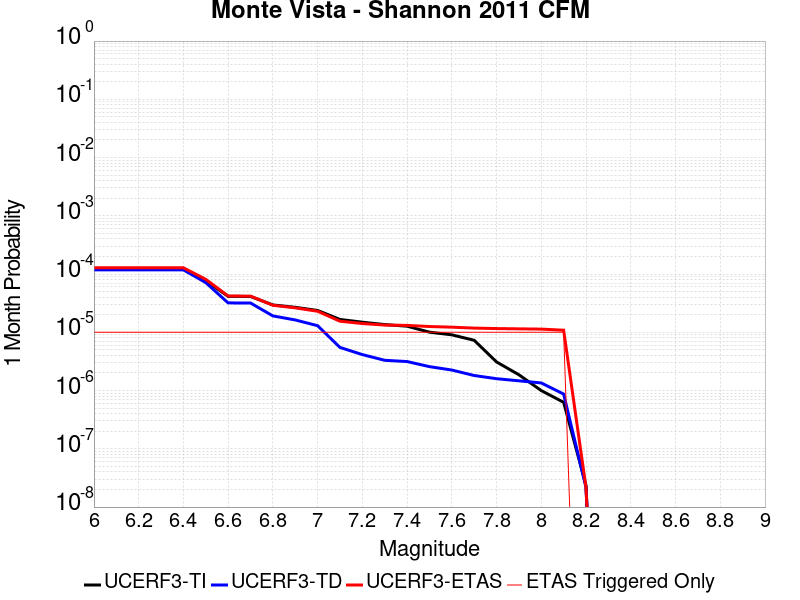 Monte Vista - Shannon 2011 CFM
10^0
10^-1
10^-2
10^-3
10^-4
10^-5
10^-6
10^-7
10^-8
1 Month Probability
6 6.2 6.4 6.6 6.8 7 7.2 7.4 7.6 7.8 8 8.2 8.4 8.6 8.8 9
Magnitude
UCERF3-TI UCERF3-TD UCERF3-ETAS ETAS Triggered Only